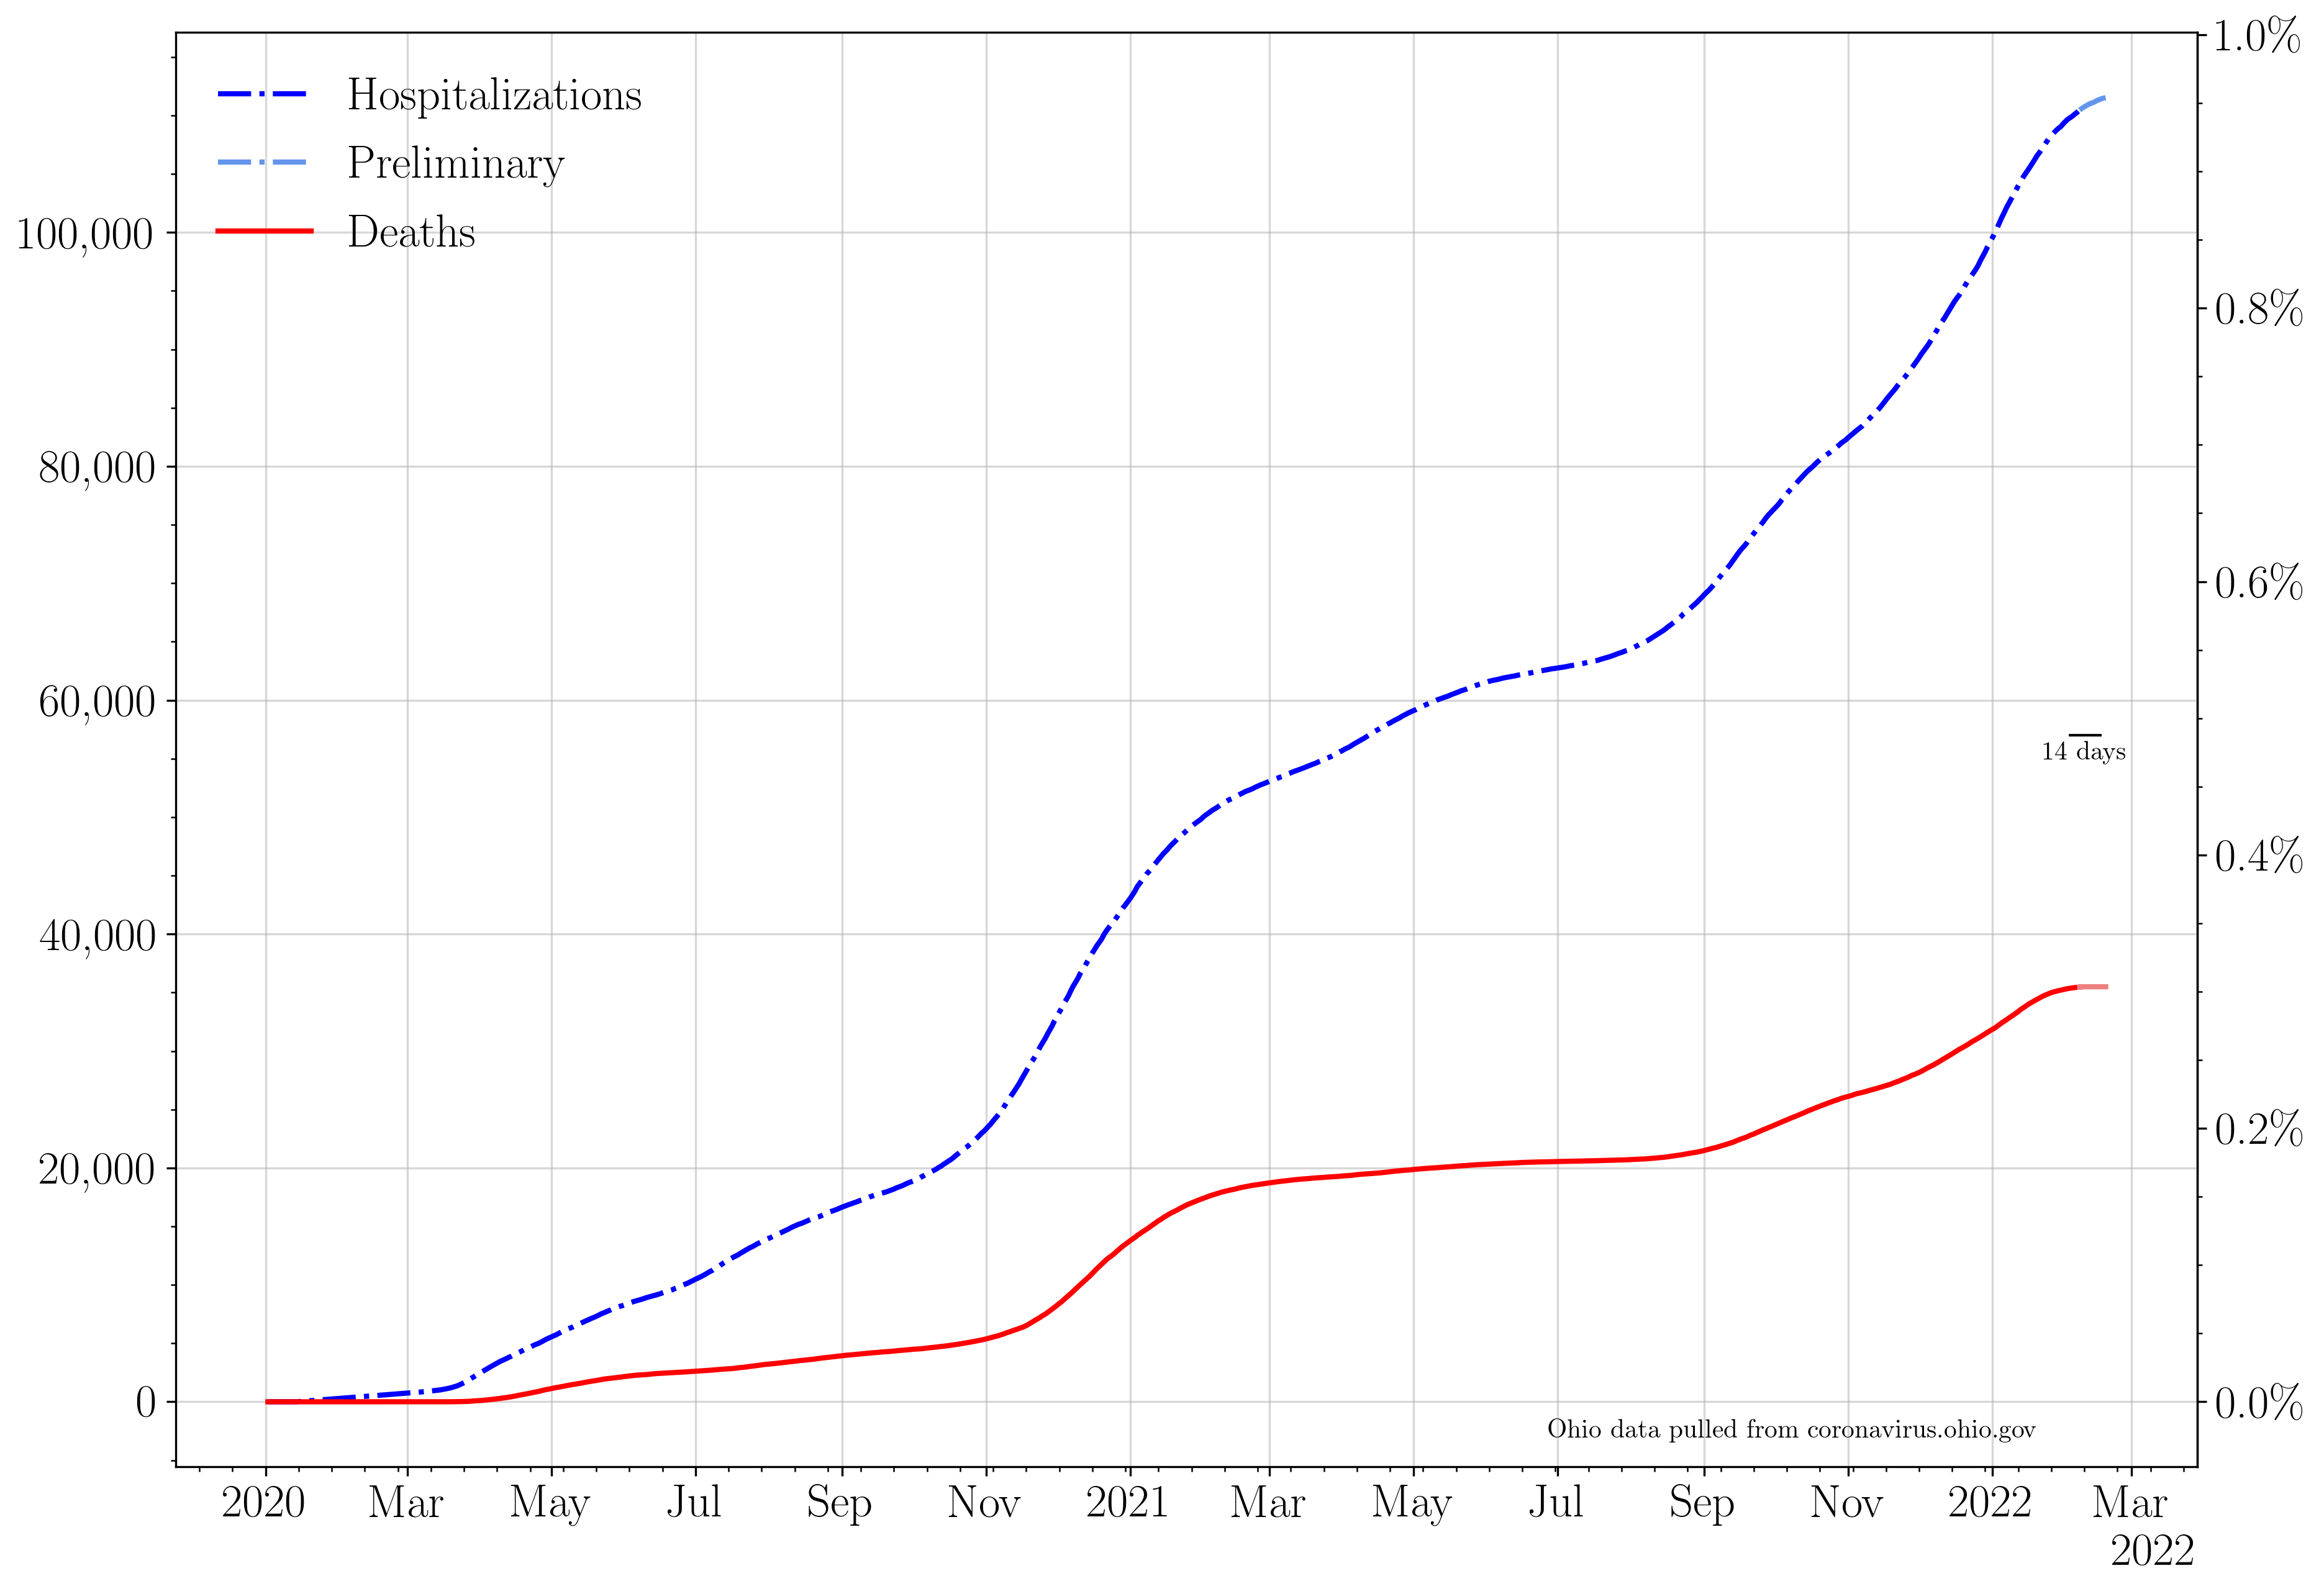 Hospitalizations
Preliminary
Deaths
100,000
80,000
60,000
40,000
20,000
0
1.0%
0.8%
0.6%
0.4%
0.2%
0.0%
14 days
Ohio data pulled from coronavirus.ohio.gov
2020 Mar May Jul Sep Nov 2021 Mar May Jul Sep Nov 2022 Mar
2022